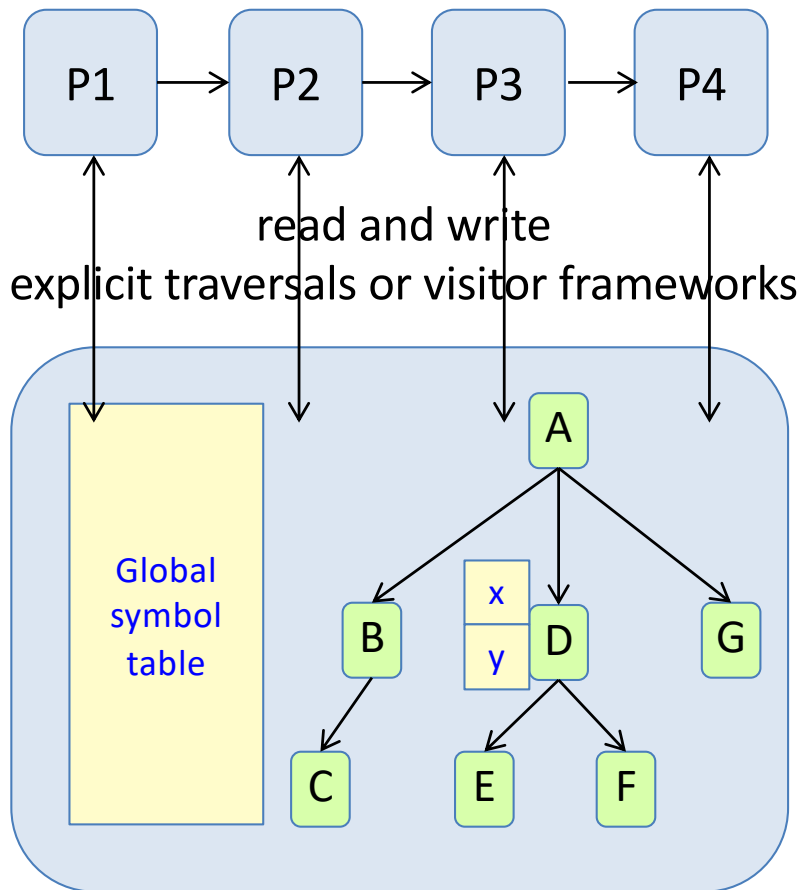 P1 P2 P3 P4
read and write
explicit traversals or visitor frameworks
A
Global
symbol
table
x
y
B
D
G
C
E
F